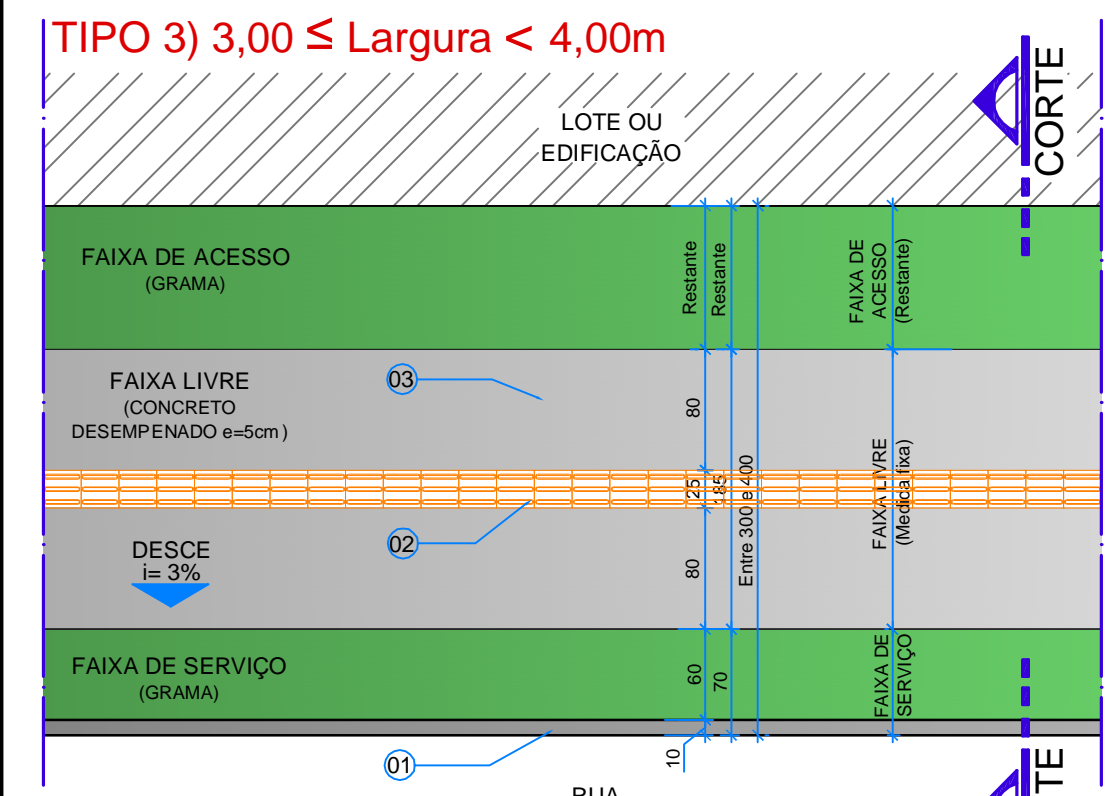 TIPO 3) 3,00 ≤ Largura < 4,00m
CORTE
LOTE OU
EDIFICAÇÃO
FAIXA DE ACESSO
(GRAMA)
Restante
Restante
FAIXA DE
ACESSO
(Restante)
FAIXA LIVRE
(CONCRETO
DESEMPENADO e=5cm)
03
80
25
185
Entre 300 e 400
FAIXA LIVRE
(Medida fixa)
02
DESCE
i= 3%
80
FAIXA DE SERVIÇO
(GRAMA)
60
70
FAIXA DE
SERVIÇO
01
10
RUA
TE